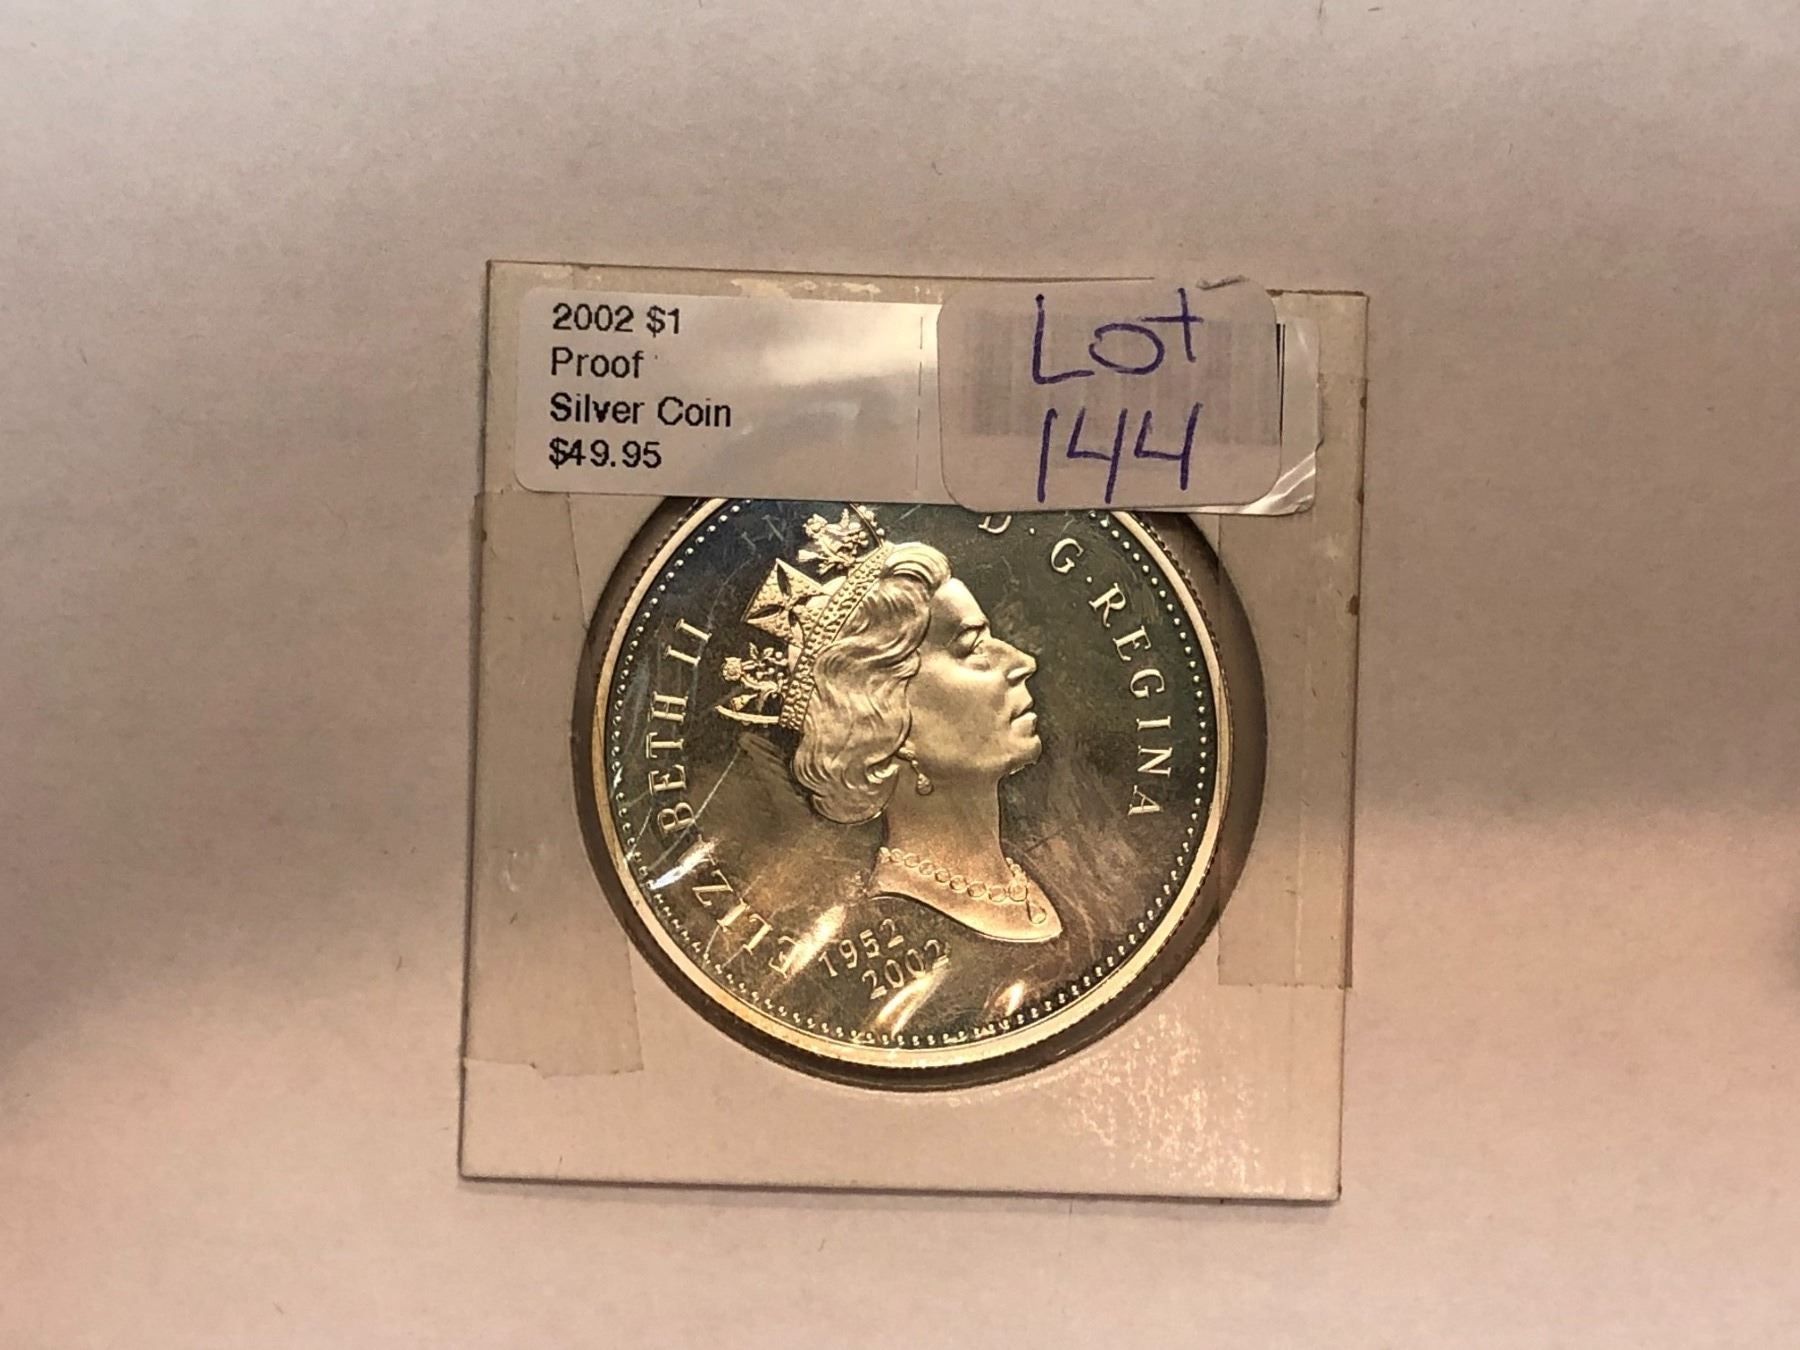 2002 $1
Proof
Silver Coin
$49.95
Lot
144
ELIZABETH II
D. G. REGINA
1952
2002